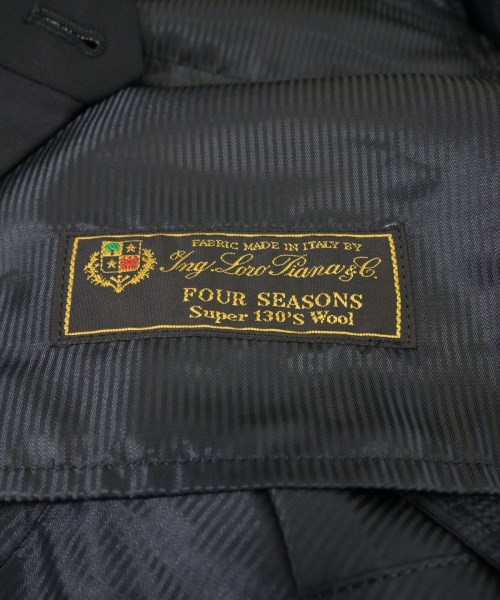 FABRIC MADE IN ITALY BY
Ing. Loro Piana & C.
FOUR SEASONS
Super 130'S Wool